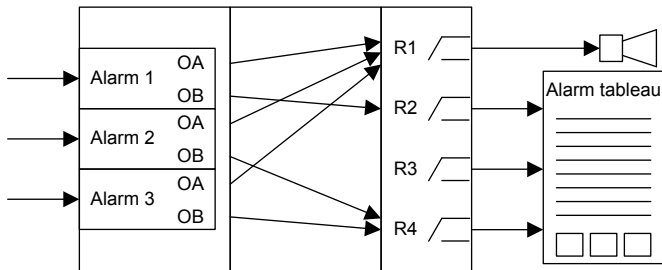 Alarm 1
OA
OB
Alarm 2
OA
OB
Alarm 3
OA
OB
R1
R2
R3
R4
Alarm tableau